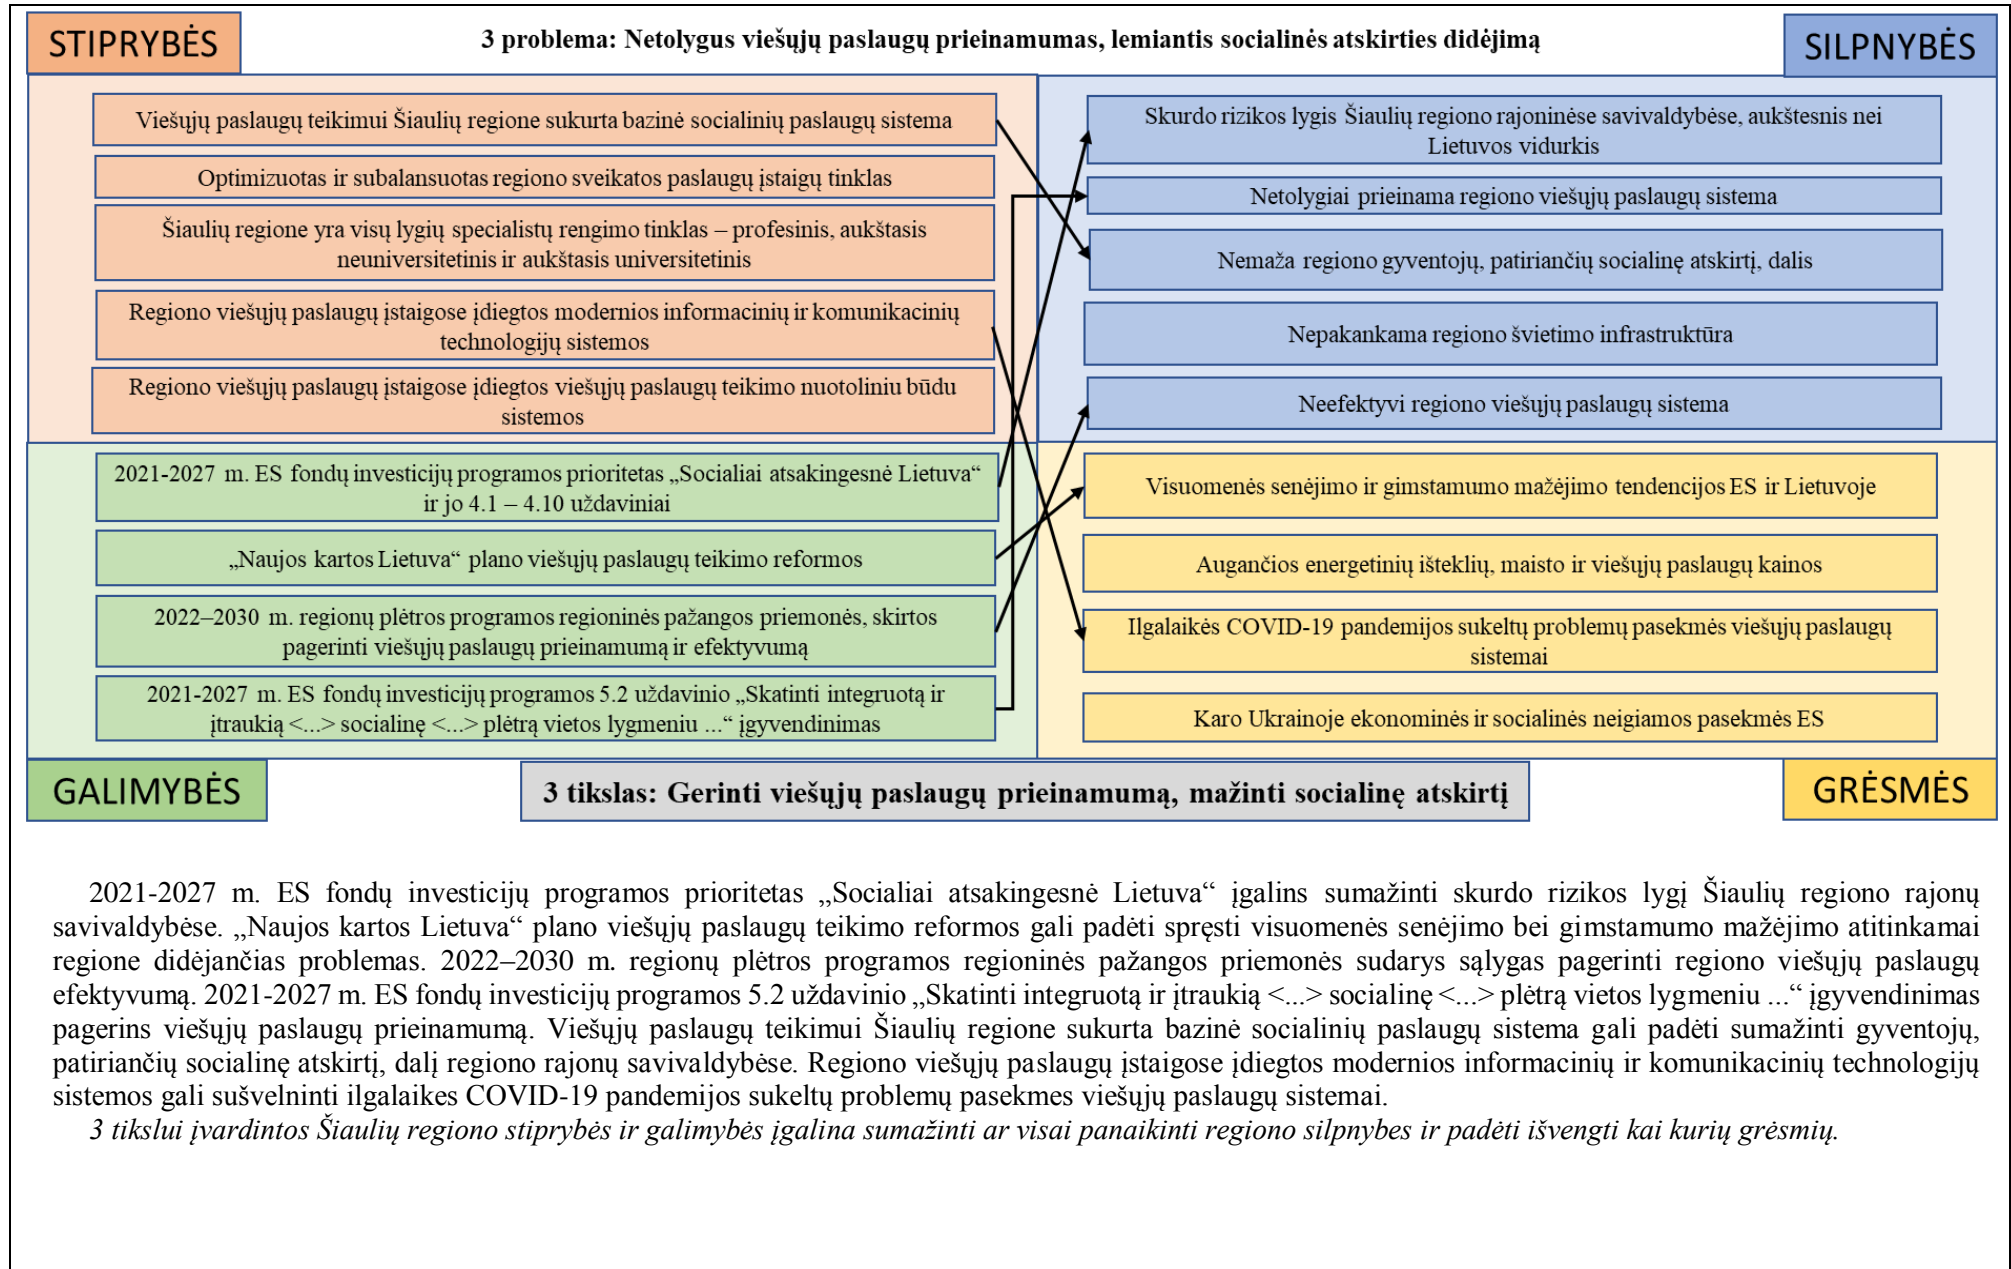 STIPRYBĖS
3 problema: Netolygus viešųjų paslaugų prieinamumas, lemiantis socialinės atskirties didėjimą
SILPNYBĖS
Viešųjų paslaugų teikimui Šiaulių regione sukurta bazinė socialinių paslaugų sistema
Optimizuotas ir subalansuotas regiono sveikatos paslaugų įstaigų tinklas
Šiaulių regione yra visų lygių specialistų rengimo tinklas – profesinis, aukštasis
neuniversitetinis ir aukštasis universitetinis
Regiono viešųjų paslaugų įstaigose įdiegtos modernios informacinių ir komunikacinių
technologijų sistemos
Regiono viešųjų paslaugų įstaigose įdiegtos viešųjų paslaugų teikimo nuotoliniu būdu
sistemos
Skurdo rizikos lygis Šiaulių regiono rajoninėse savivaldybėse, aukštesnis nei
Lietuvos vidurkis
Netolygiai prieinama regiono viešųjų paslaugų sistema
Nemaža regiono gyventojų, patiriančių socialinę atskirtį, dalis
Nepakankama regiono švietimo infrastruktūra
Neefektyvi regiono viešųjų paslaugų sistema
2021-2027 m. ES fondų investicijų programos prioritetas „Socialiai atsakingesnė Lietuva“
ir jo 4.1 – 4.10 uždaviniai
„Naujos kartos Lietuva“ plano viešųjų paslaugų teikimo reformos
2022–2030 m. regionų plėtros programos regioninės pažangos priemonės, skirtos
pagerinti viešųjų paslaugų prieinamumą ir efektyvumą
2021-2027 m. ES fondų investicijų programos 5.2 uždavinio „Skatinti integruotą ir
įtraukią <...> socialinę <...> plėtrą vietos lygmeniu ...“ įgyvendinimas
Visuomenės senėjimo ir gimstamumo mažėjimo tendencijos ES ir Lietuvoje
Augančios energetinių išteklių, maisto ir viešųjų paslaugų kainos
Ilgalaikės COVID-19 pandemijos sukeltų problemų pasekmės viešųjų paslaugų
sistemai
Karo Ukrainoje ekonominės ir socialinės neigiamos pasekmės ES
GALIMYBĖS
3 tikslas: Gerinti viešųjų paslaugų prieinamumą, mažinti socialinę atskirtį
GRĖSMĖS
2021-2027 m. ES fondų investicijų programos prioritetas „Socialiai atsakingesnė Lietuva“ įgalins sumažinti skurdo rizikos lygį Šiaulių regiono rajonų
savivaldybėse. „Naujos kartos Lietuva“ plano viešųjų paslaugų teikimo reformos gali padėti spręsti visuomenės senėjimo bei gimstamumo mažėjimo atitinkamai
regione didėjančias problemas. 2022–2030 m. regionų plėtros programos regioninės pažangos priemonės sudarys sąlygas pagerinti regiono viešųjų paslaugų
efektyvumą. 2021-2027 m. ES fondų investicijų programos 5.2 uždavinio „Skatinti integruotą ir įtraukią <...> socialinę <...> plėtrą vietos lygmeniu ...“ įgyvendinimas
pagerins viešųjų paslaugų prieinamumą. Viešųjų paslaugų teikimui Šiaulių regione sukurta bazinė socialinių paslaugų sistema gali padėti sumažinti gyventojų,
patiriančių socialinę atskirtį, dalį regiono rajonų savivaldybėse. Regiono viešųjų paslaugų įstaigose įdiegtos modernios informacinių ir komunikacinių technologijų
sistemos gali sušvelninti ilgalaikes COVID-19 pandemijos sukeltų problemų pasekmes viešųjų paslaugų sistemai.
3 tikslui įvardintos Šiaulių regiono stiprybės ir galimybės įgalina sumažinti ar visai panaikinti regiono silpnybes ir padėti išvengti kai kurių grėsmių.